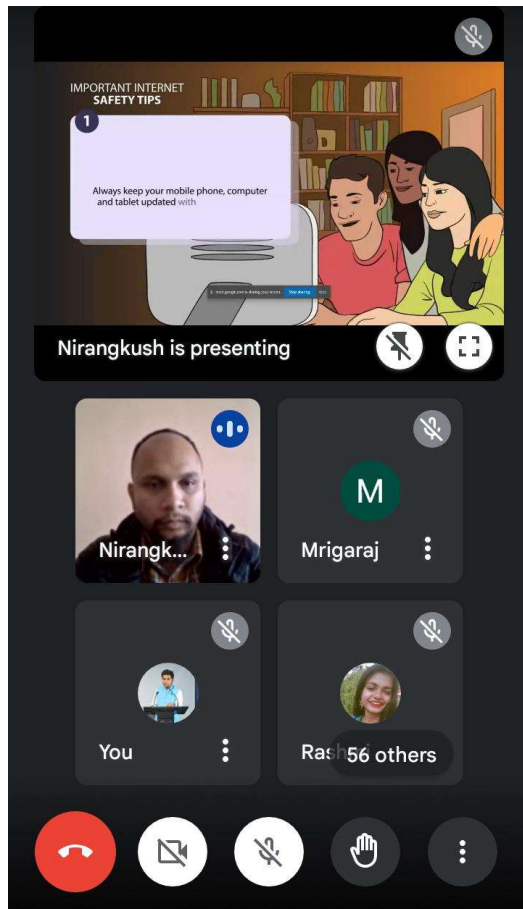 IMPORTANT INTERNET
SAFETY TIPS
1
Always keep your mobile phone, computer
and tablet updated with
Stop sharing
Nirangkush is presenting
Nirangk...
M
Mrigaraj
You
56 others